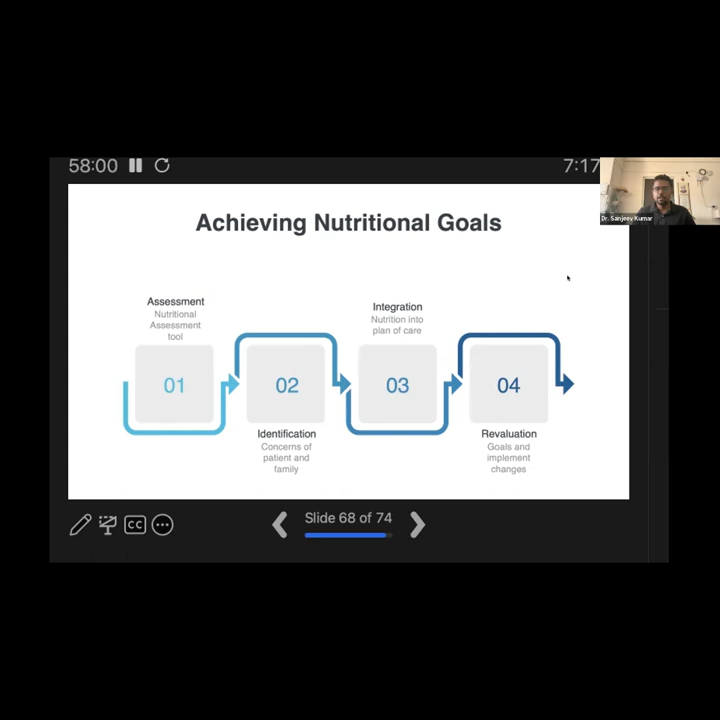 58:00
7:17
Dr. Sanjeev Kumar
Achieving Nutritional Goals
Assessment
Nutritional
Assessment
tool
01
02
Identification
Concerns of
patient and
family
Integration
Nutrition into
plan of care
03
04
Revaluation
Goals and
implement
changes
CC
Slide 68 of 74